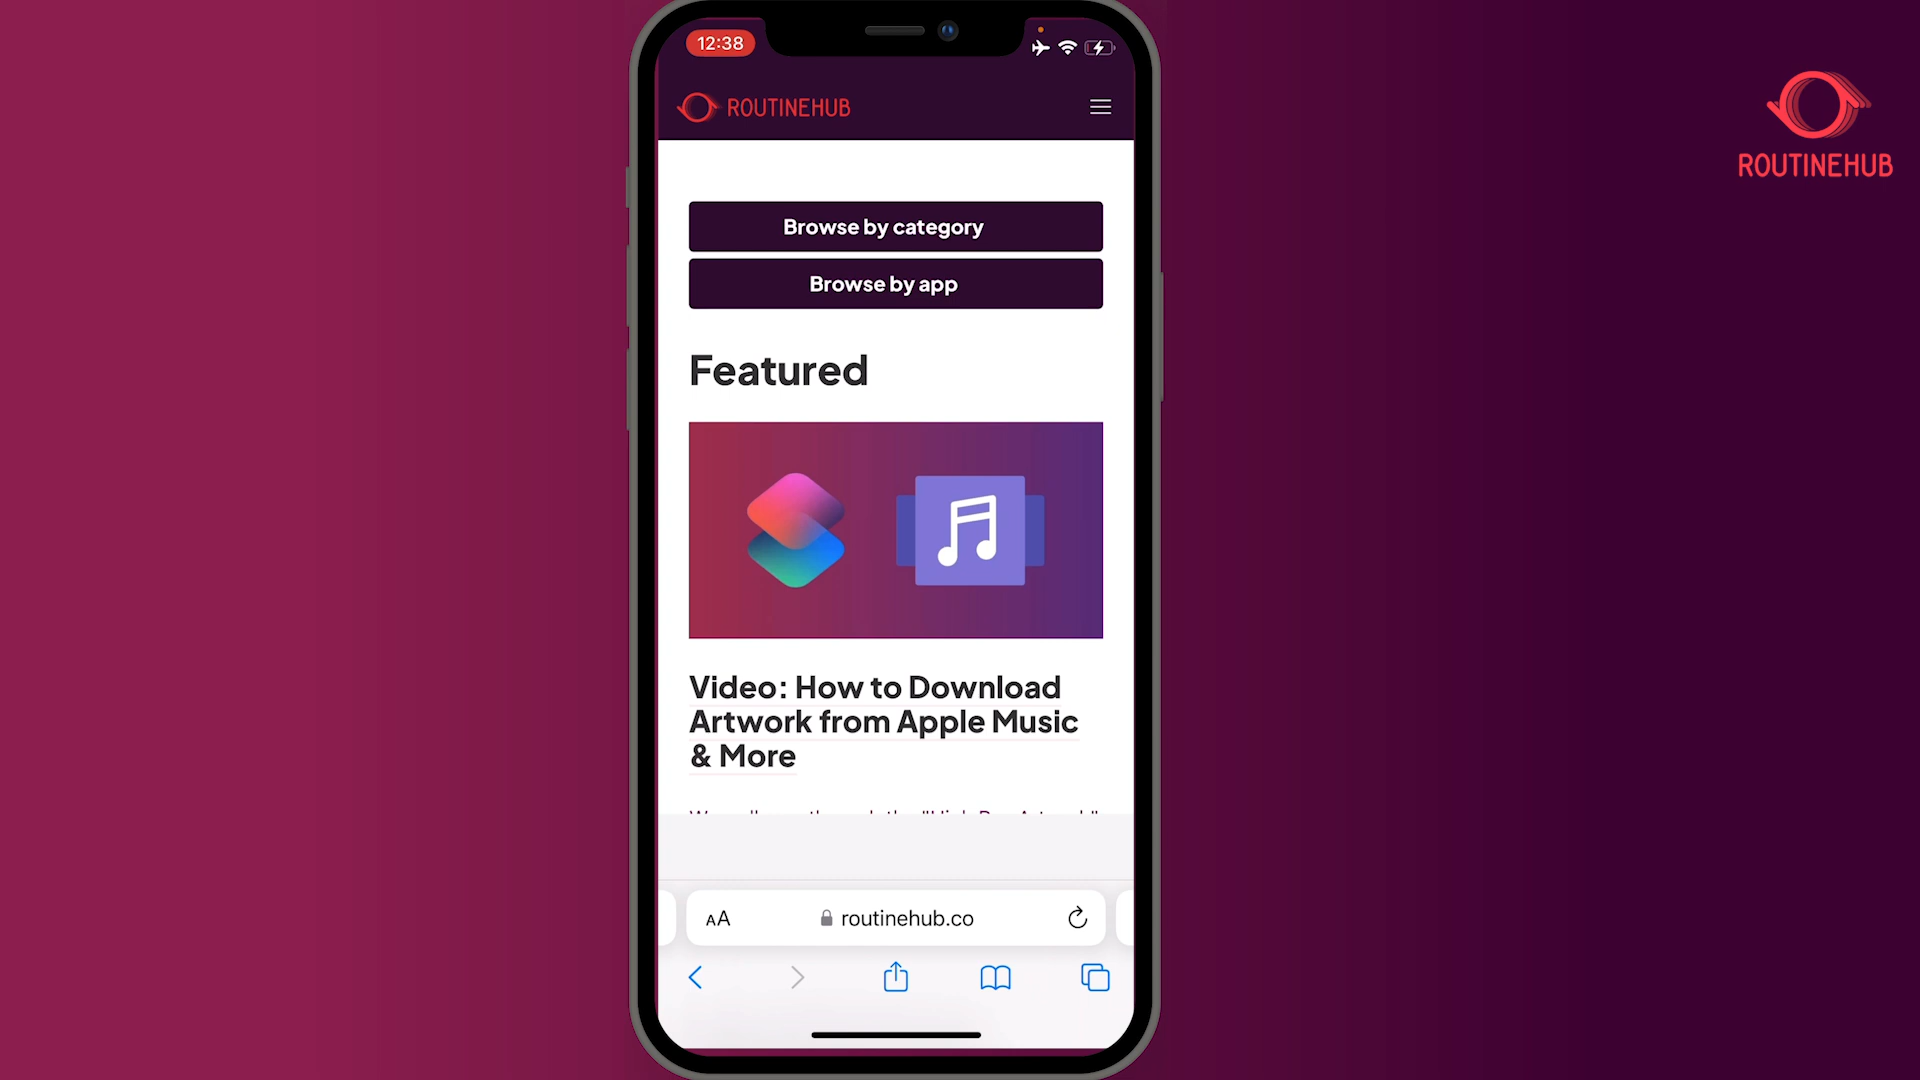 12:38
ROUTINEHUB
ROUTINEHUB
Browse by category
Browse by app
Featured
Video: How to Download
Artwork from Apple Music
& More
AA
routinehub.co